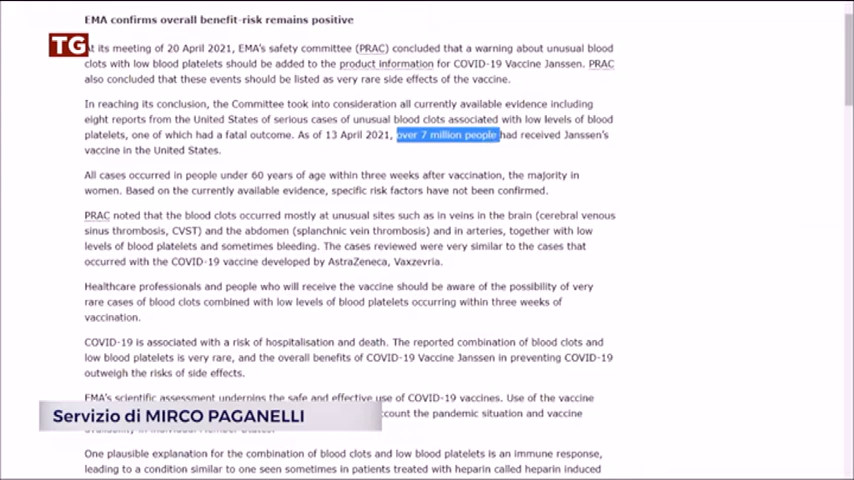 EMA confirms overall benefit-risk remains positive
TG
At its meeting of 20 April 2021, EMA's safety committee (PRAC) concluded that a warning about unusual blood
clots with low blood platelets should be added to the product information for COVID-19 Vaccine Janssen. PRAC
also concluded that these events should be listed as very rare side effects of the vaccine.
In reaching its conclusion, the Committee took into consideration all currently available evidence including
eight reports from the United States of serious cases of unusual blood clots associated with low levels of blood
platelets, one of which had a fatal outcome. As of 13 April 2021, over 7 million people had received Janssen's
vaccine in the United States.
All cases occurred in people under 60 years of age within three weeks after vaccination, the majority in
women. Based on the currently available evidence, specific risk factors have not been confirmed.
PRAC noted that the blood clots occurred mostly at unusual sites such as in veins in the brain (cerebral venous
sinus thrombosis, CVST) and the abdomen (splanchnic vein thrombosis) and in arteries, together with low
levels of blood platelets and sometimes bleeding. The cases reviewed were very similar to the cases that
occurred with the COVID-19 vaccine developed by AstraZeneca, Vaxzevria.
Healthcare professionals and people who will receive the vaccine should be aware of the possibility of very
rare cases of blood clots combined with low levels of blood platelets occurring within three weeks of
vaccination.
COVID-19 is associated with a risk of hospitalisation and death. The reported combination of blood clots and
low blood platelets is very rare, and the overall benefits of COVID-19 Vaccine Janssen in preventing COVID-19
outweigh the risks of side effects.
EMA's scientific assessment underpins the safe and effective use of COVID-19 vaccines. Use of the vaccine
Servizio di MIRCO PAGANELLI
count the pandemic situation and vaccine
One plausible explanation for the combination of blood clots and low blood platelets is an immune response,
leading to a condition similar to one seen sometimes in patients treated with heparin called heparin induced